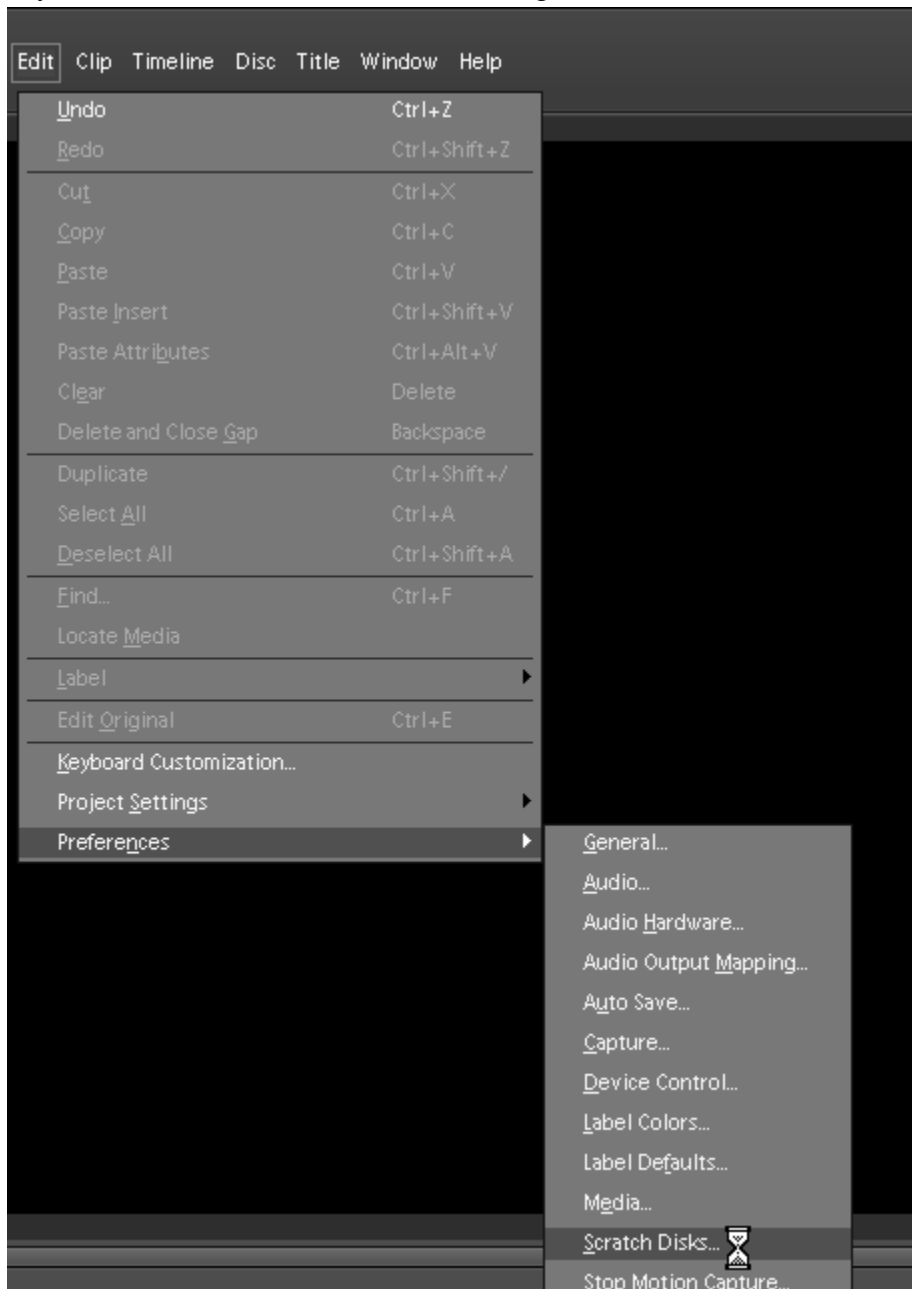 Edit Clip Timeline Disc Title Window Help
Undo Ctrl+Z
Redo Ctrl+Shift+Z
Cut Ctrl+X
Copy Ctrl+C
Paste Ctrl+V
Paste Insert Ctrl+Shift+V
Paste Attributes Ctrl+Alt+V
Clear Delete
Delete and Close Gap Backspace
Duplicate Ctrl+Shift+/
Select All Ctrl+A
Deselect All Ctrl+Shift+A
Find... Ctrl+F
Locate Media
Label
Edit Original Ctrl+E
Keyboard Customization...
Project Settings
Preferences
General...
Audio...
Audio Hardware...
Audio Output Mapping...
Auto Save...
Capture...
Device Control...
Label Colors...
Label Defaults...
Media...
Scratch Disks...
Stop Motion Capture...